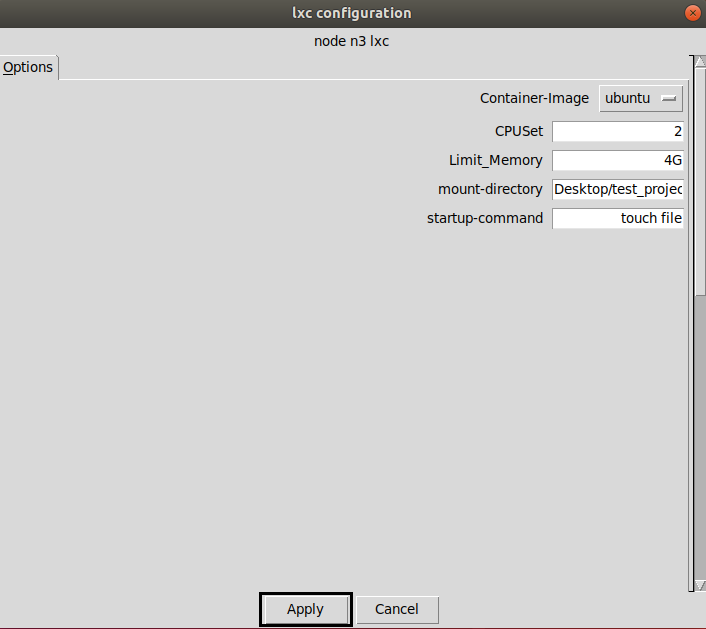 lxc configuration
node n3 lxc
Options
Container-Image ubuntu
CPUSet 2
Limit_Memory 4G
mount-directory Desktop/test_projec
startup-command touch file
Apply Cancel